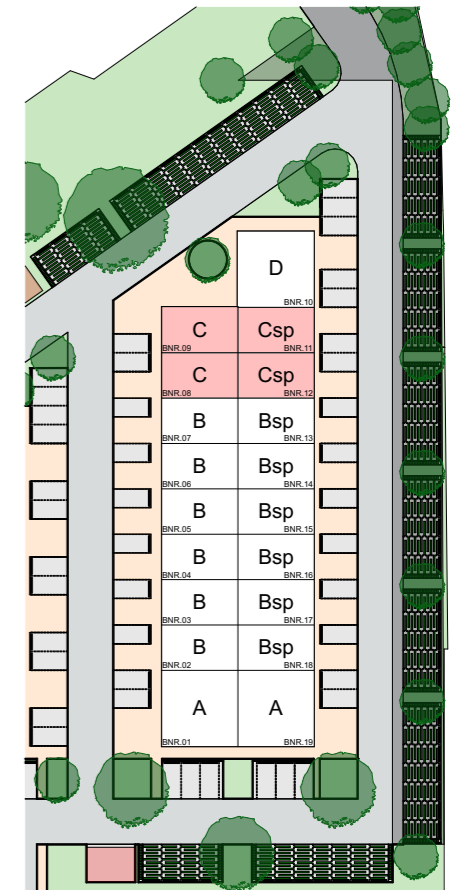 D
BNR.10
C Csp
BNR.09 BNR.11
C Csp
BNR.08 BNR.12
B Bsp
BNR.07 BNR.13
B Bsp
BNR.06 BNR.14
B Bsp
BNR.05 BNR.15
B Bsp
BNR.04 BNR.16
B Bsp
BNR.03 BNR.17
B Bsp
BNR.02 BNR.18
A A
BNR.01 BNR.19